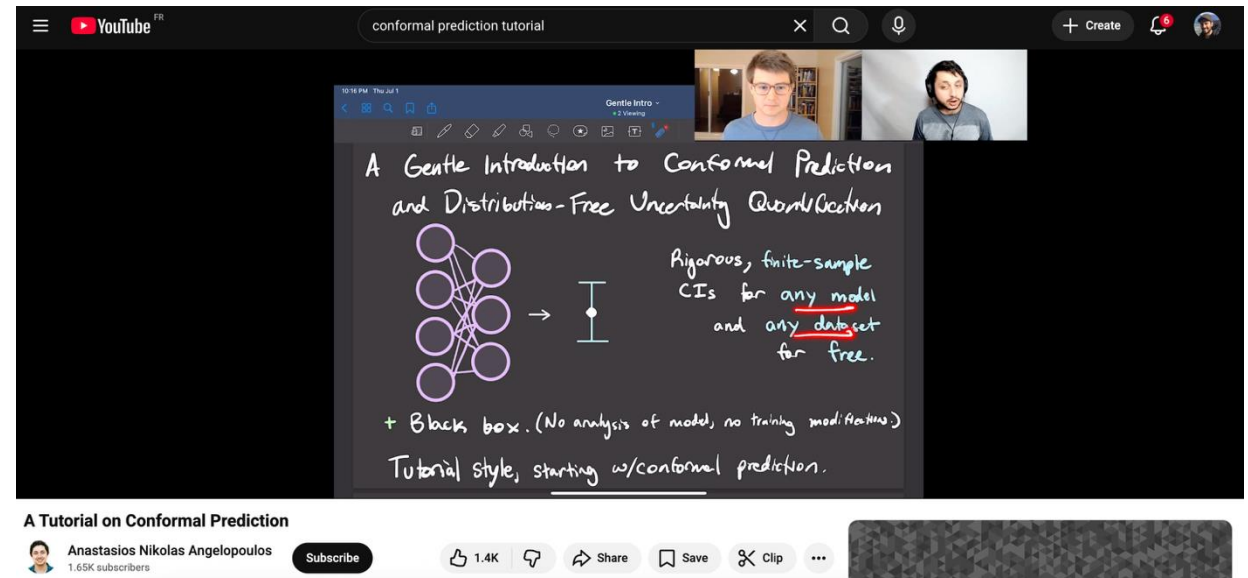 YouTube FR
conformal prediction tutorial
Create
6
10:16 PM Thu Jul 1
Gentle Intro
2 Viewing
A Gentle Introduction to Conformal Prediction
and Distribution-Free Uncertainty Quantification
Rigorous, finite-sample
CIs for any model
and any dataset
for free.
→
+ Black box. (No analysis of model, no training modifications.)
Tutorial style, starting w/conformal prediction.
A Tutorial on Conformal Prediction
Anastasios Nikolas Angelopoulos
1.65K subscribers
Subscribe
1.4K
Share
Save
Clip